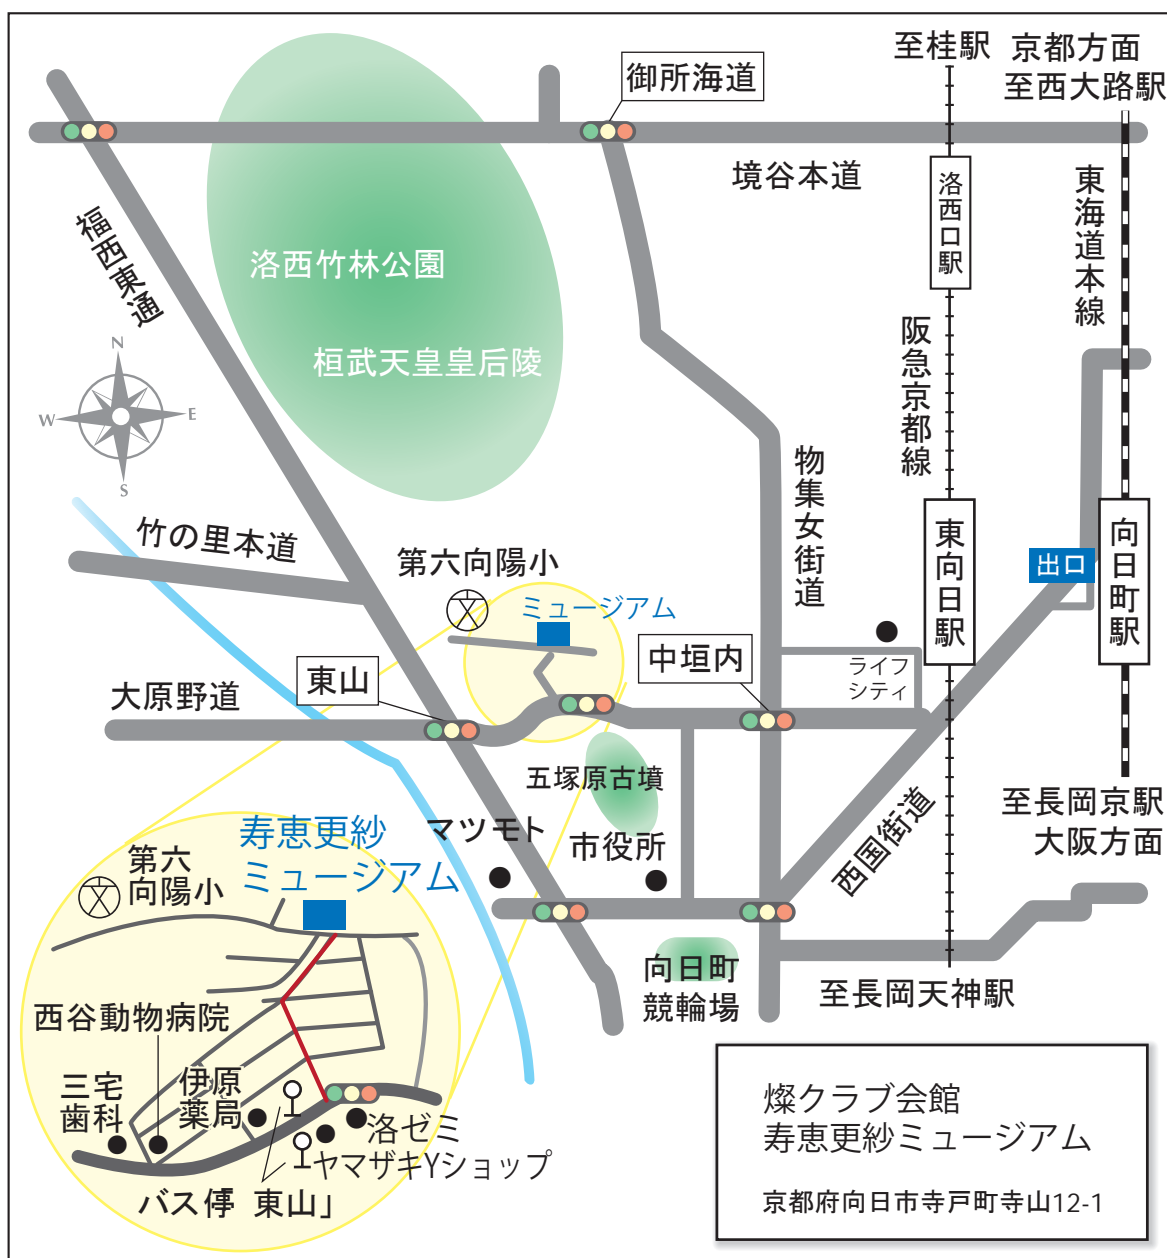 至桂駅
京都方面
至西大路駅
御所海道
境谷本道
洛西口駅
東海道本線
福西東通
洛西竹林公園
桓武天皇皇后陵
阪急京都線
N
W
E
S
物集女街道
竹の里本道
東向日駅
向日町駅
出口
第六向陽小
ミュージアム
中垣内
ライフ
シティ
東山
大原野道
五塚原古墳
マツモト
市役所
西国街道
至長岡京駅
大阪方面
寿恵更紗
ミュージアム
第六
向陽小
向日町
競輪場
至長岡天神駅
西谷動物病院
三宅
歯科
伊原
薬局
洛ゼミ
ヤマザキYショップ
バス停「東山」
燦クラブ会館
寿恵更紗ミュージアム
京都府向日市寺戸町寺山12-1